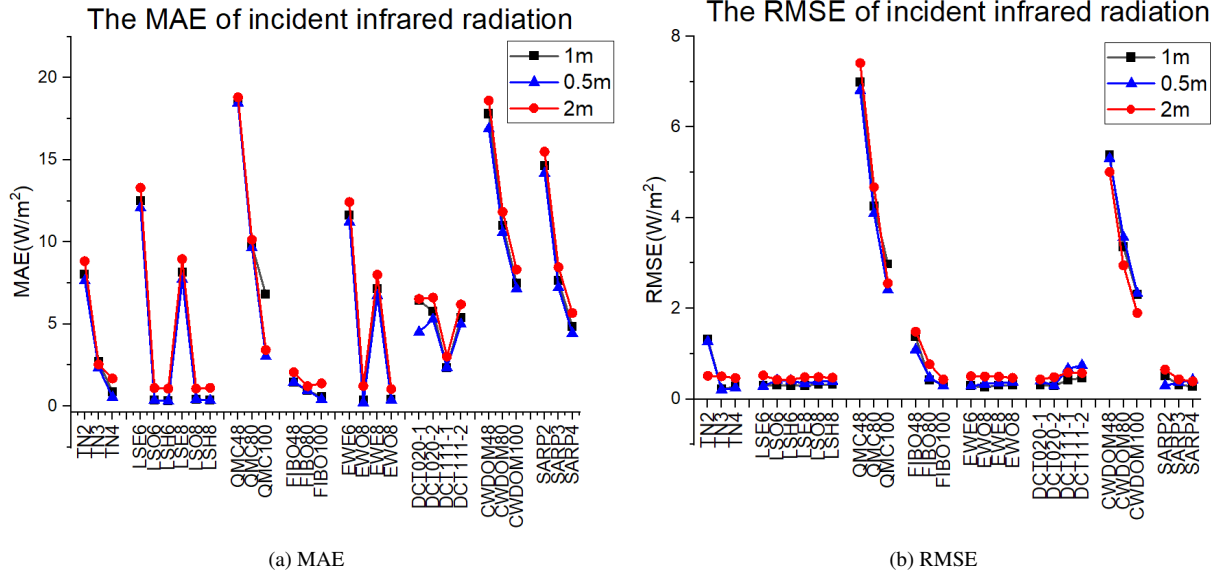 The MAE of incident infrared radiation
1m
0.5m
2m
MAE(W/m²)
20
15
10
5
0
TN2
TN3
TN4
LSE6
LSO6
LSH6
LSE8
LSO8
LSH8
QMC48
QMC80
QMC100
FIBO48
FIBO80
FIBO100
EWE6
EWO6
EWE8
EWO8
DCT020-1
DCT020-2
DCT111-1
DCT111-2
CWDOM48
CWDOM80
CWDOM100
SARP2
SARP3
SARP4
(a) MAE
The RMSE of incident infrared radiation
1m
0.5m
2m
RMSE(W/m²)
8
6
4
2
0
TN2
TN3
TN4
LSE6
LSO6
LSH6
LSE8
LSO8
LSH8
QMC48
QMC80
QMC100
FIBO48
FIBO80
FIBO100
EWE6
EWO8
EWE8
EWO8
DCT020-1
DCT020-2
DCT111-1
DCT111-2
CWDOM48
CWDOM80
CWDOM100
SARP2
SARP3
SARP4
(b) RMSE